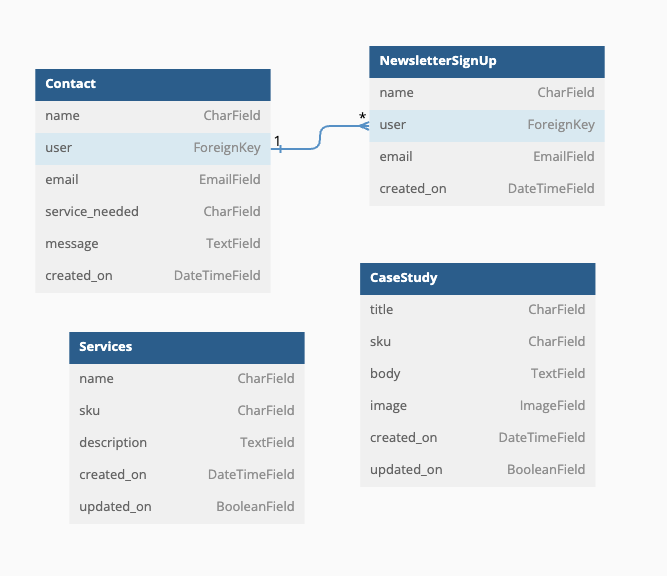 Contact
name CharField
user ForeignKey
email EmailField
service_needed CharField
message TextField
created_on DateTimeField
1
*
NewsletterSignUp
name CharField
user ForeignKey
email EmailField
created_on DateTimeField
Services
name CharField
sku CharField
description TextField
created_on DateTimeField
updated_on BooleanField
CaseStudy
title CharField
sku CharField
body TextField
image ImageField
created_on DateTimeField
updated_on BooleanField